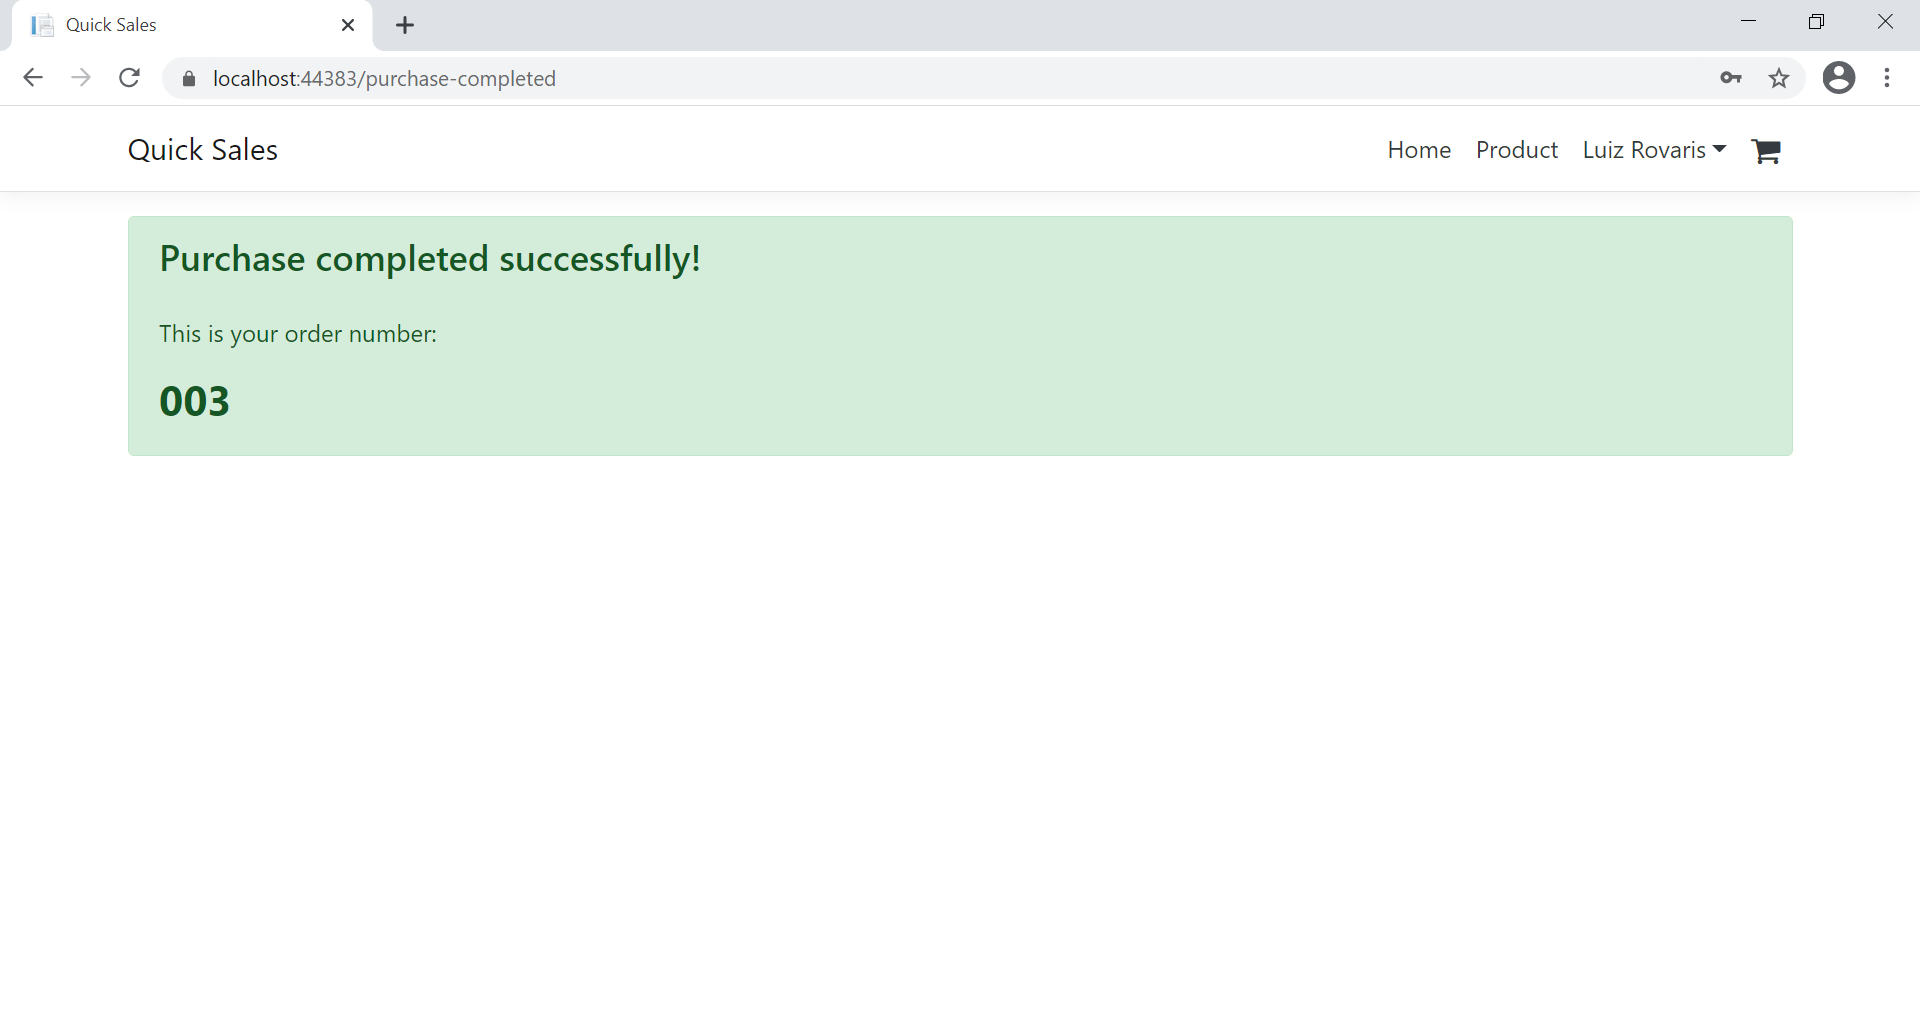 Quick Sales
localhost:44383/purchase-completed
Quick Sales
Home Product Luiz Rovaris
Purchase completed successfully!
This is your order number:
003